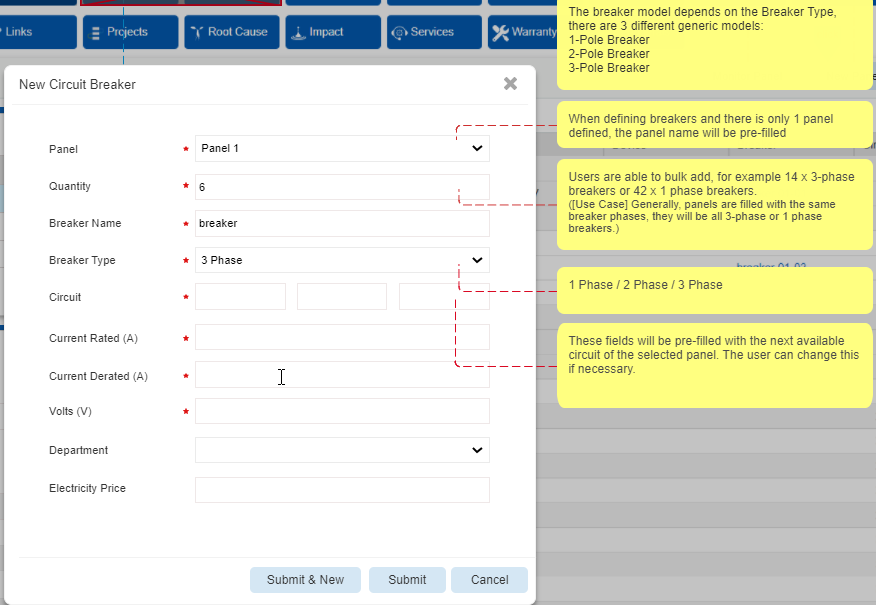 Links
Projects
Root Cause
Impact
Services
Warranty
The breaker model depends on the Breaker Type,
there are 3 different generic models:
1-Pole Breaker
2-Pole Breaker
3-Pole Breaker
New Circuit Breaker
When defining breakers and there is only 1 panel
defined, the panel name will be pre-filled
Panel * Panel 1
Users are able to bulk add, for example 14 x 3-phase
breakers or 42 x 1 phase breakers.
([Use Case] Generally, panels are filled with the same
breaker phases, they will be all 3-phase or 1 phase
breakers.)
Quantity * 6
Breaker Name * breaker
Breaker Type * 3 Phase
1 Phase / 2 Phase / 3 Phase
Circuit *
These fields will be pre-filled with the next available
circuit of the selected panel. The user can change this
if necessary.
Current Rated (A) *
Current Derated (A) *
Volts (V) *
Department
Electricity Price
Submit & New
Submit
Cancel